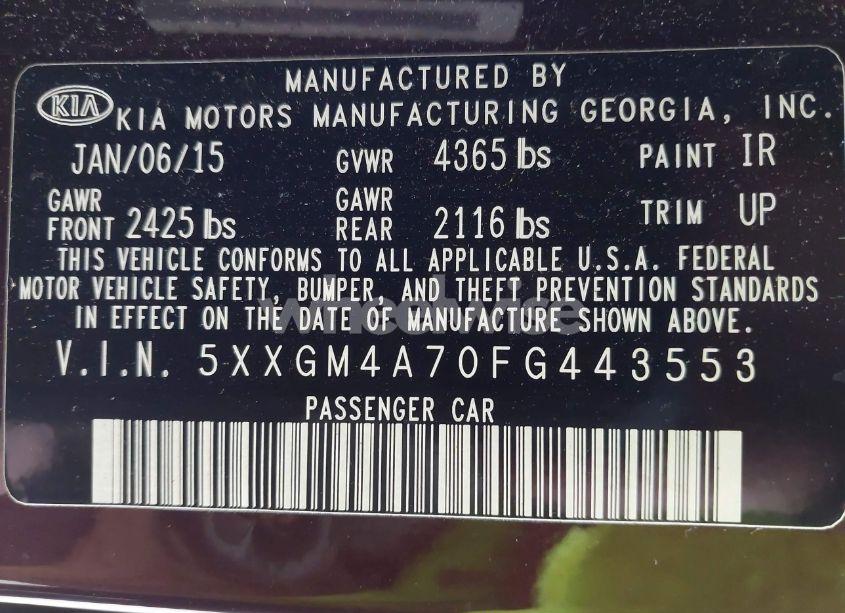 MANUFACTURED BY
KIA KIA MOTORS MANUFACTURING GEORGIA, INC.
JAN/06/15 GVWR 4365 lbs PAINT IR
GAWR FRONT 2425 lbs GAWR REAR 2116 lbs TRIM UP
THIS VEHICLE CONFORMS TO ALL APPLICABLE U.S.A. FEDERAL
MOTOR VEHICLE SAFETY, BUMPER, AND THEFT PREVENTION STANDARDS
IN EFFECT ON THE DATE OF MANUFACTURE SHOWN ABOVE.
V.I.N. 5XXGM4A70FG443553
PASSENGER CAR
wheelwise